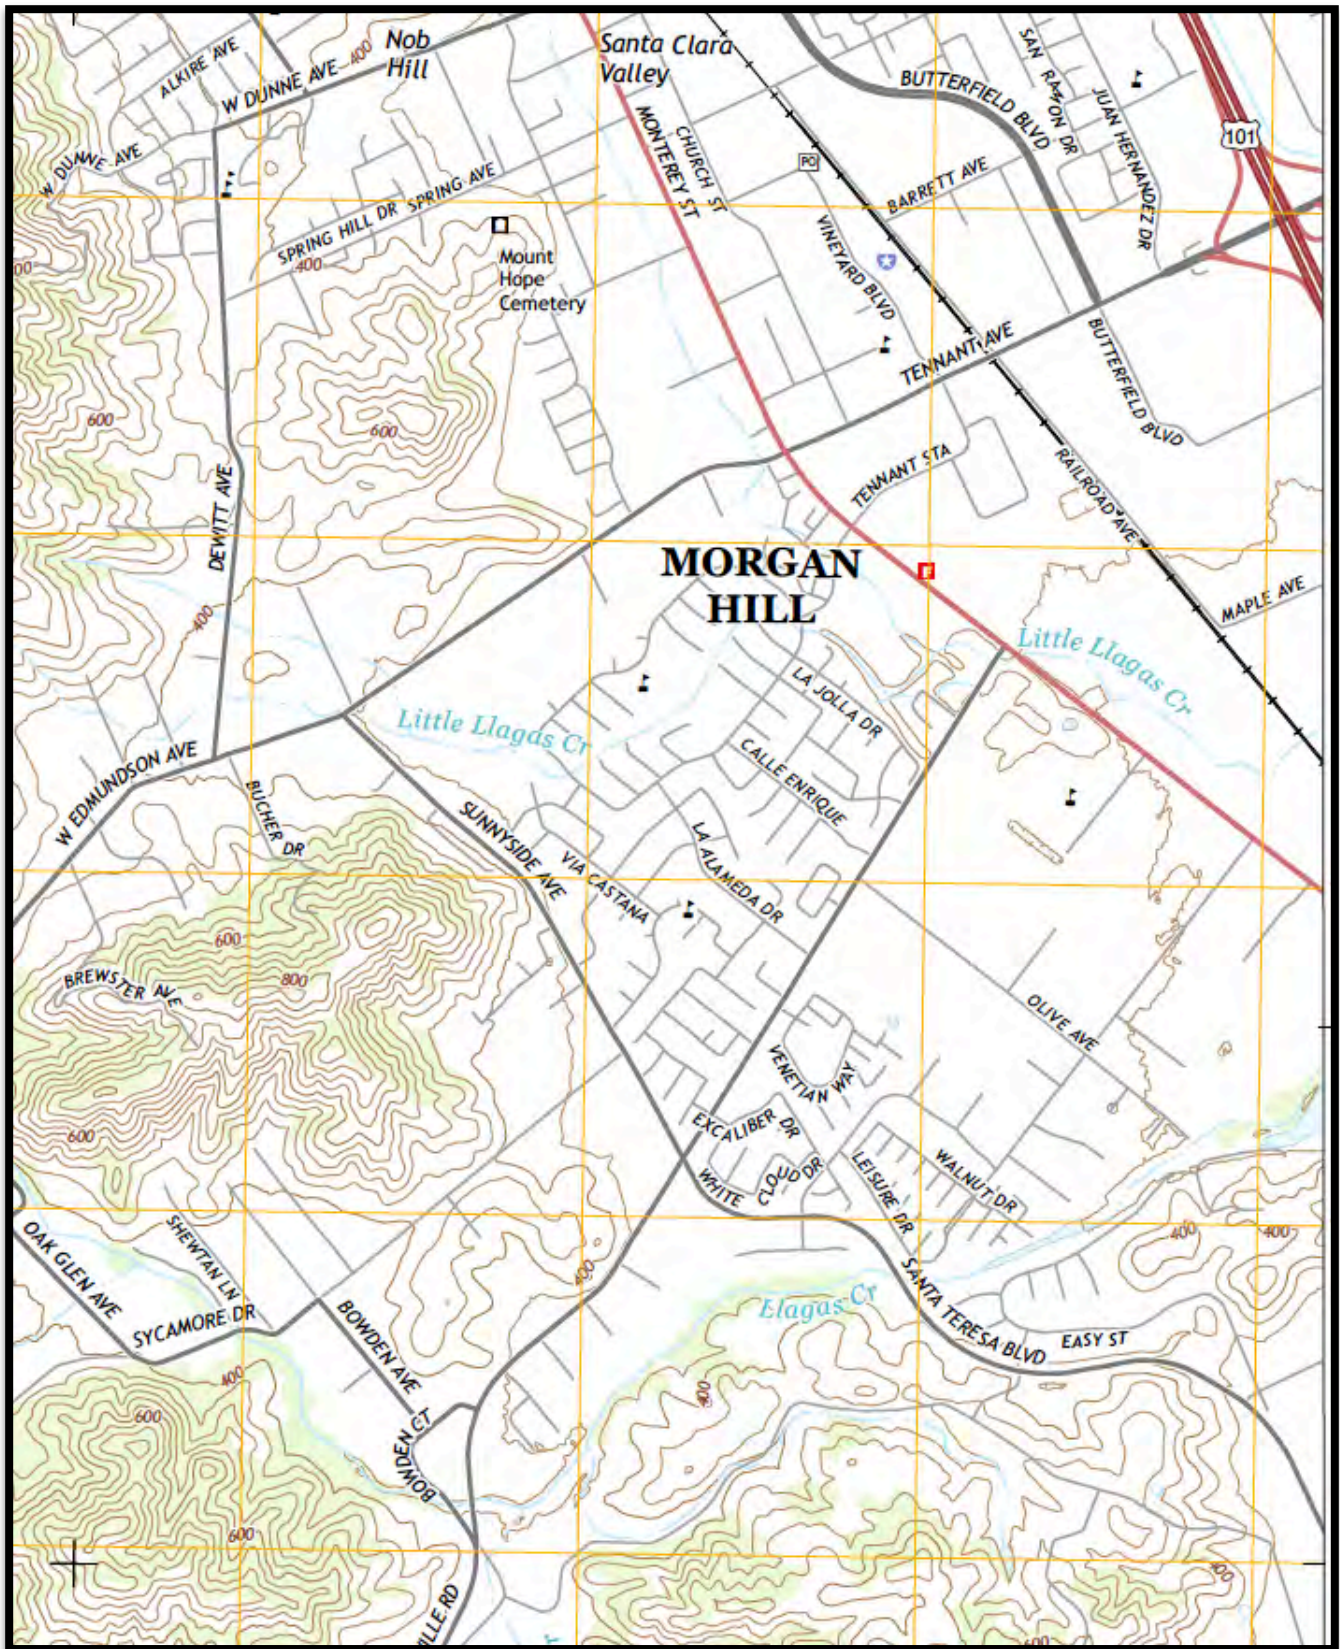 Nob
Hill
Santa Clara
Valley
ALKIRE AVE
400
W DUNNE AVE
BUTTERFIELD BLVD
SAN RAMON DR
JUAN HERNANDEZ DR
101
MONTEREY ST
CHURCH ST
PO
BARRETT AVE
W DUNNE AVE
SPRING HILL DR
SPRING AVE
Mount
Hope
Cemetery
400
VINEYARD BLVD
TENNANT AVE
BUTTERFIELD BLVD
600
600
DEWITT AVE
TENNANT STA
RAILROAD AVE
MORGAN
HILL
MAPLE AVE
400
Little Llagas Cr
LA JOLLA DR
Little Llagas Cr
CALLE ENRIQUE
W EDMUNDSON AVE
BUCHER DR
SUNNYSIDE AVE
VIA CASTANA
LA ALAMEDA DR
600
800
BREWSTER AVE
OLIVE AVE
VENETIAN WAY
EXCALIBER DR
600
WHITE CLOUD DR
LEISURE DR
WALNUT DR
400
400
OAK GLEN AVE
SHEWTAN LN
SYCAMORE DR
BOWDEN AVE
400
Llagas Cr
SANTA TERESA BLVD
EASY ST
400
400
600
BOWDEN CT
600
400
ILLE RD
600